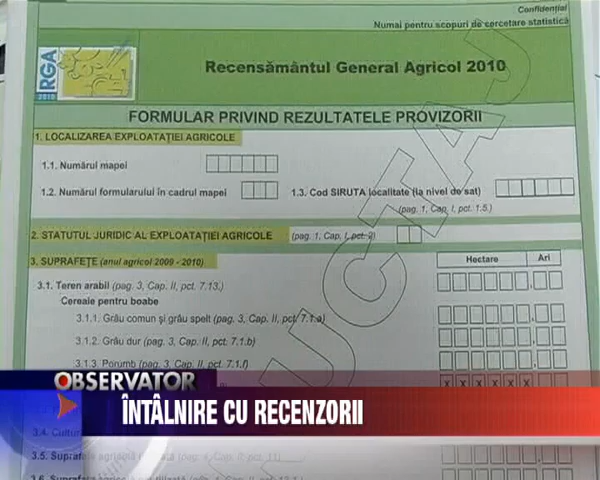 Confidențial
Numai pentru scopuri de cercetare statistică
RGA
2010
Recensământul General Agricol 2010
FORMULAR PRIVIND REZULTATELE PROVIZORII
1. LOCALIZAREA EXPLOATAȚIEI AGRICOLE
1.1. Numărul mapei
1.2. Numărul formularului în cadrul mapei 1.3. Cod SIRUTA localitate (la nivel de sat)
(pag. 1, Cap. I, pct. 1.5.)
2. STATUTUL JURIDIC AL EXPLOATAȚIEI AGRICOLE (pag. 1, Cap. I, pct. 2)
3. SUPRAFEȚE (anul agricol 2009 - 2010) Hectare Ari
3.1. Teren arabil (pag. 3, Cap. II, pct. 7.13.)
Cereale pentru boabe
3.1.1. Grâu comun și grâu spelt (pag. 3, Cap. II, pct. 7.1.a)
3.1.2. Grâu dur (pag. 3, Cap. II, pct. 7.1.b)
3.1.3. Porumb (pag. 3, Cap. II, pct. 7.1.f)
x x x x x x
OBSERVATOR
ÎNTÂLNIRE CU RECENZORII
3.4.
3.5.
3.6.